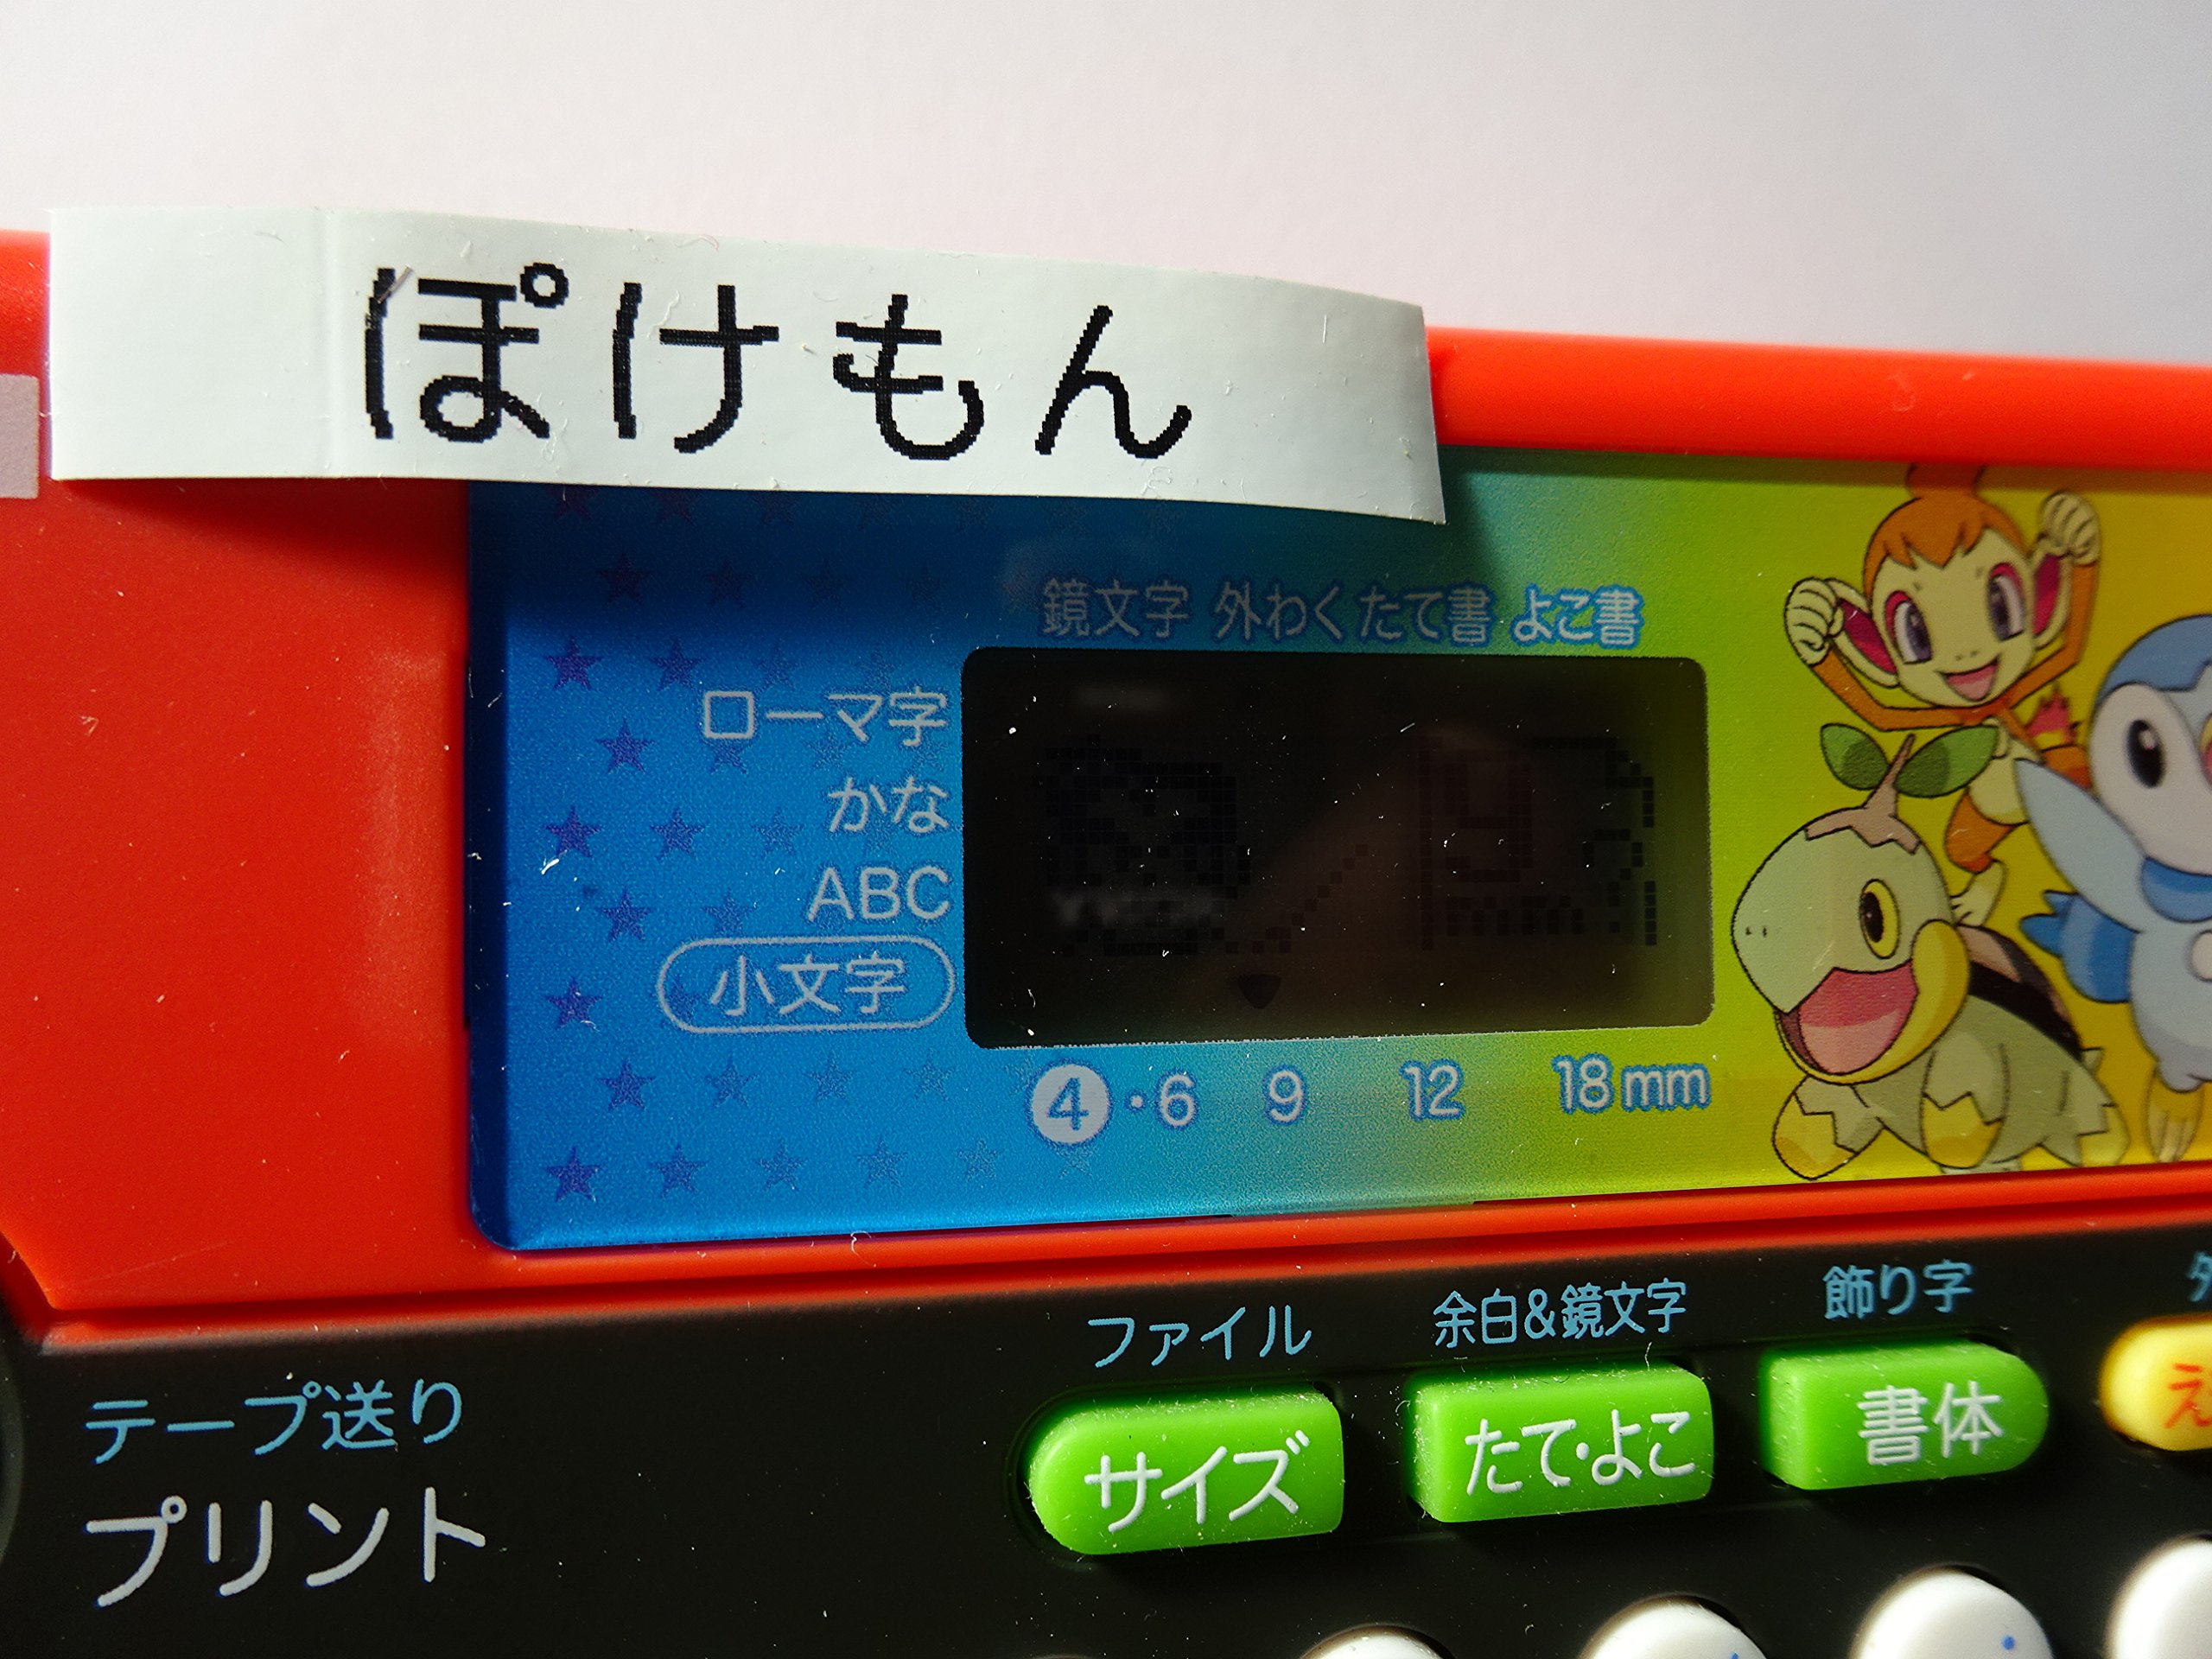 ぽけもん
鏡文字 外わく たて書 よこ書
ローマ字
かな
ABC
小文字
4・6 9 12 18mm
ファイル 余白&鏡文字 飾り字
テープ送り
サイズ たて・よこ 書体 え
プリント